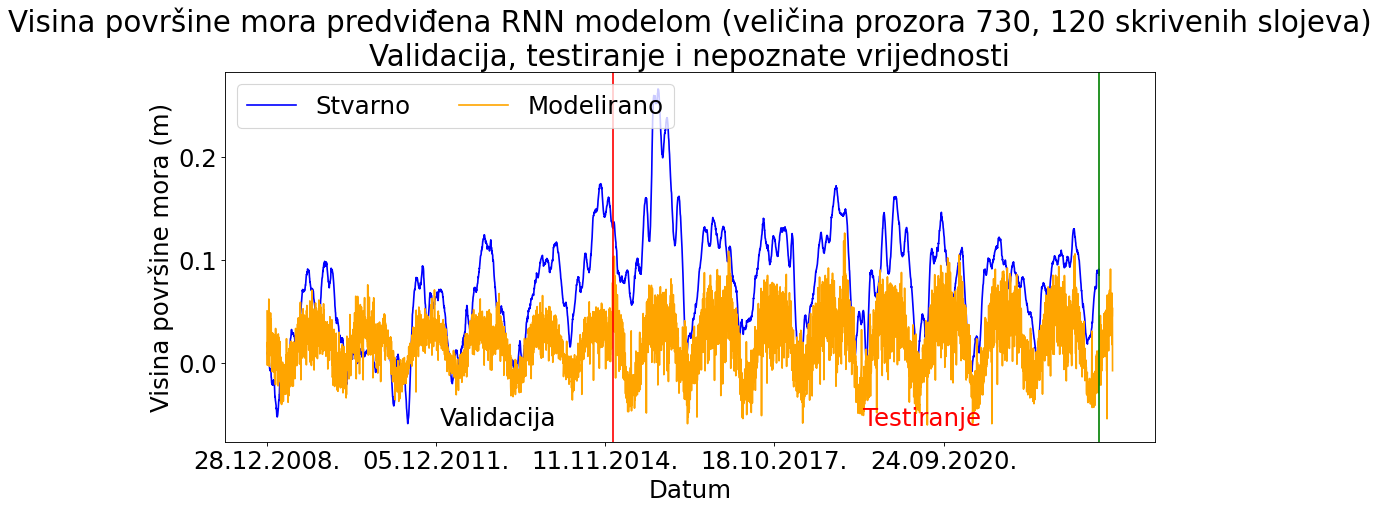 Visina površine mora predviđena RNN modelom (veličina prozora 730, 120 skrivenih slojeva)
Validacija, testiranje i nepoznate vrijednosti
Stvarno
Modelirano
Visina površine mora (m)
0.2
0.1
0.0
Validacija
Testiranje
28.12.2008.
05.12.2011.
11.11.2014.
18.10.2017.
24.09.2020.
Datum